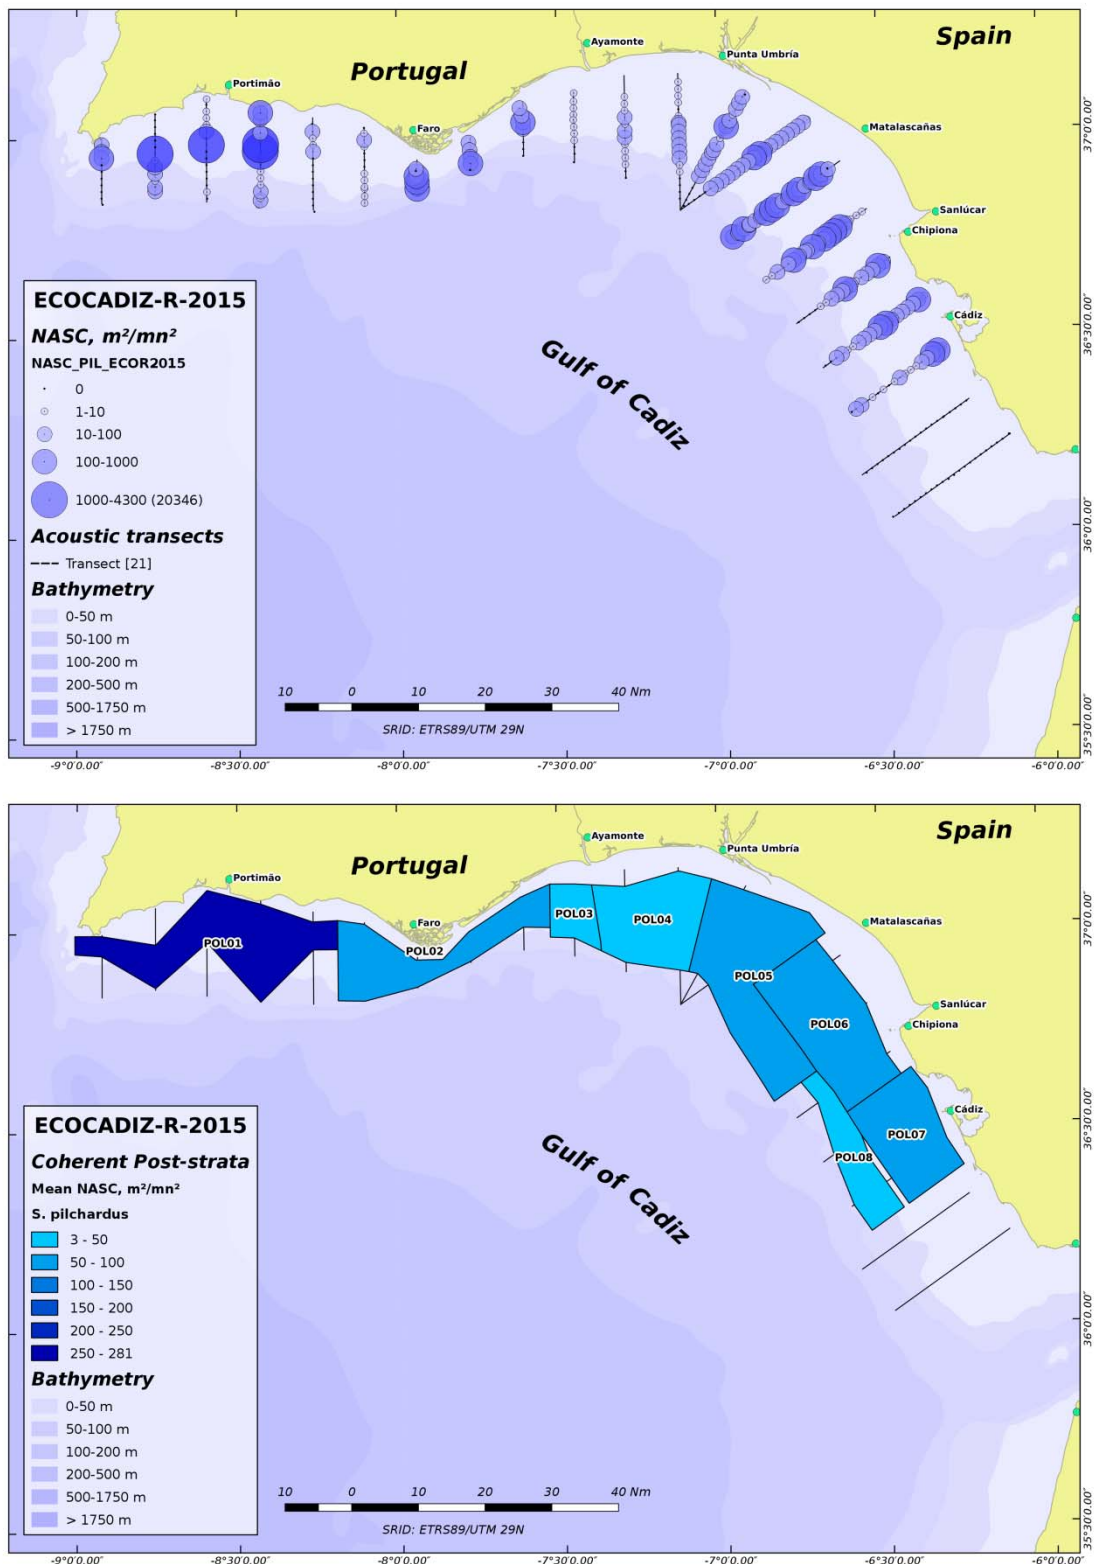 Spain
Ayamonte
Punta Umbría
Portugal
Portimão
Faro
Matalascañas
Sanlúcar
Chipiona
Cádiz
Gulf of Cadiz
ECOCADIZ-R-2015
NASC, m²/mn²
NASC_PIL_ECOR2015
0
1-10
10-100
100-1000
1000-4300 (20346)
Acoustic transects
Transect [21]
Bathymetry
0-50 m
50-100 m
100-200 m
200-500 m
500-1750 m
> 1750 m
10 0 10 20 30 40 Nm
SRID: ETRS89/UTM 29N
37°0'0.00"
36°30'0.00"
36°0'0.00"
35°30'0.00"
-9°0'0.00" -8°30'0.00" -8°0'0.00" -7°30'0.00" -7°0'0.00" -6°30'0.00" -6°0'0.00"
Spain
Ayamonte
Punta Umbría
Portugal
Portimão
Faro
Matalascañas
Sanlúcar
Chipiona
Cádiz
POL01
POL02
POL03
POL04
POL05
POL06
POL07
POL08
Gulf of Cadiz
ECOCADIZ-R-2015
Coherent Post-strata
Mean NASC, m²/mn²
S. pilchardus
3 - 50
50 - 100
100 - 150
150 - 200
200 - 250
250 - 281
Bathymetry
0-50 m
50-100 m
100-200 m
200-500 m
500-1750 m
> 1750 m
10 0 10 20 30 40 Nm
SRID: ETRS89/UTM 29N
37°0'0.00"
36°30'0.00"
36°0'0.00"
35°30'0.00"
-9°0'0.00" -8°30'0.00" -8°0'0.00" -7°30'0.00" -7°0'0.00" -6°30'0.00" -6°0'0.00"